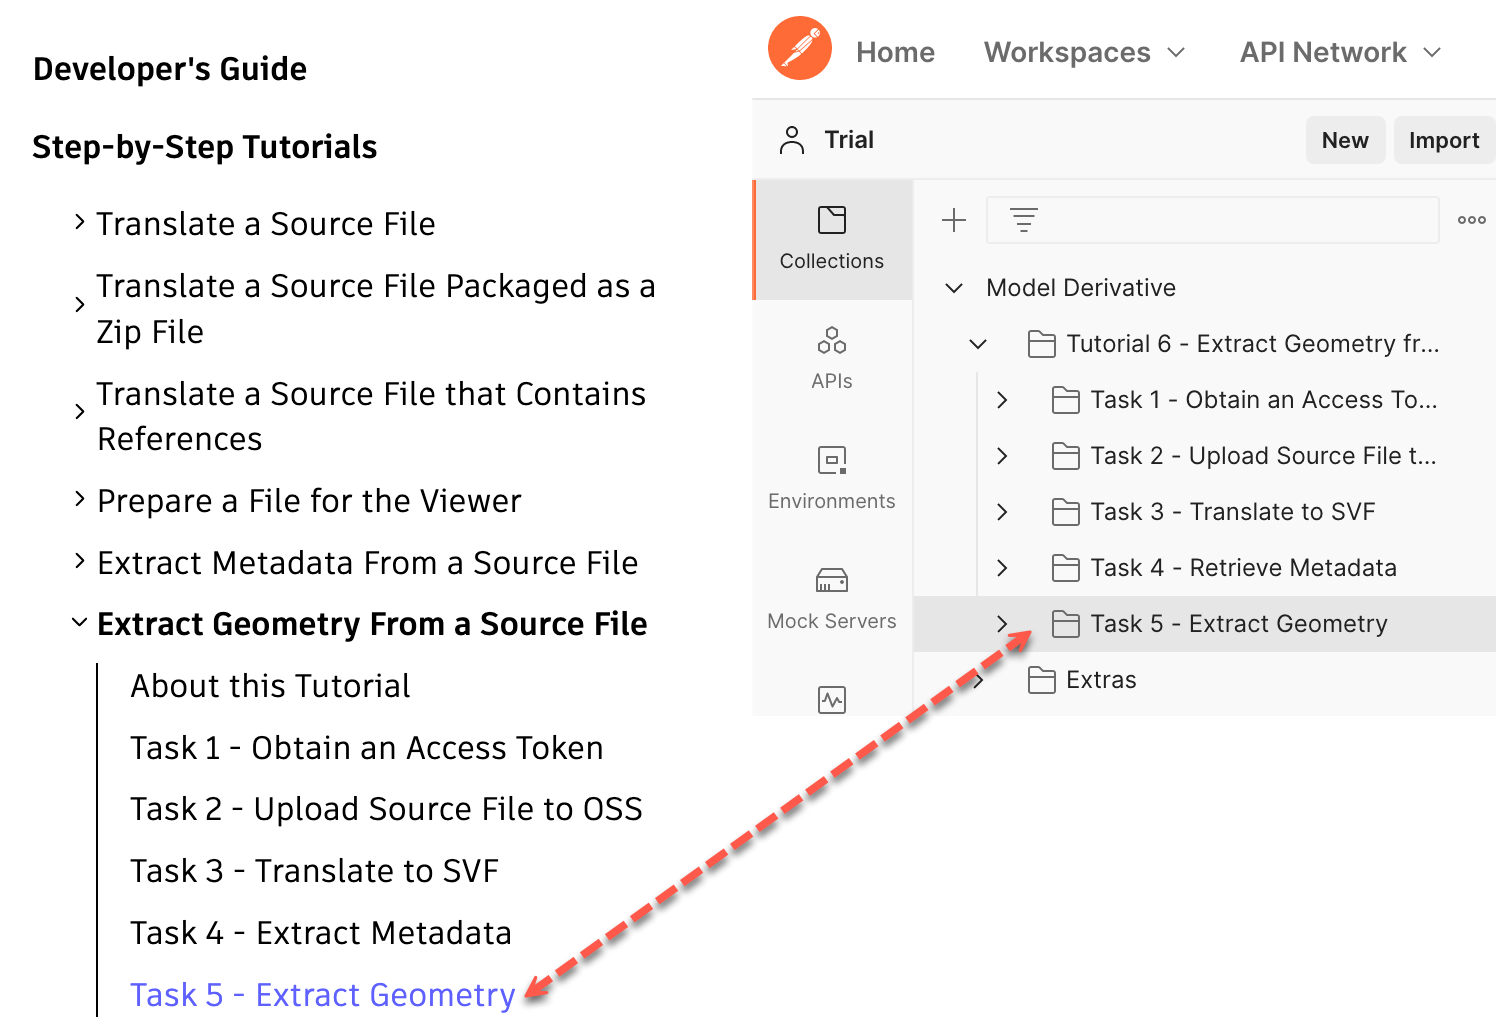 Developer's Guide
Step-by-Step Tutorials
Translate a Source File
Translate a Source File Packaged as a
Zip File
Translate a Source File that Contains
References
Prepare a File for the Viewer
Extract Metadata From a Source File
Extract Geometry From a Source File
About this Tutorial
Task 1 - Obtain an Access Token
Task 2 - Upload Source File to OSS
Task 3 - Translate to SVF
Task 4 - Extract Metadata
Task 5 - Extract Geometry
Home Workspaces API Network
Trial New Import
Collections
APIs
Environments
Mock Servers
Model Derivative
Tutorial 6 - Extract Geometry fr...
Task 1 - Obtain an Access To...
Task 2 - Upload Source File t...
Task 3 - Translate to SVF
Task 4 - Retrieve Metadata
Task 5 - Extract Geometry
Extras